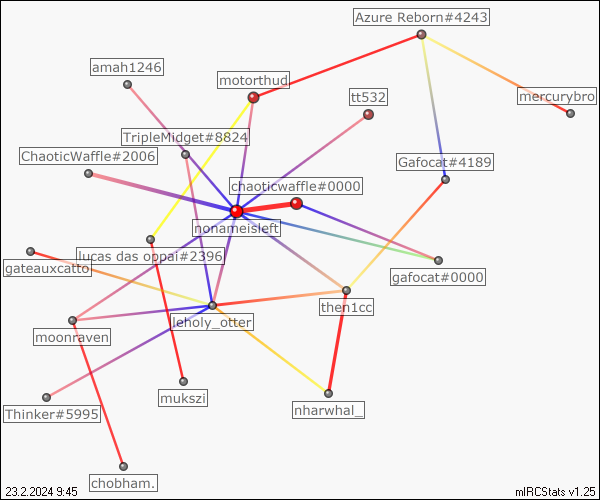 Azure Reborn#4243
amah1246
motorthud
tt532
mercurybro
TripleMidget#8824
ChaoticWaffle#2006
Gafocat#4189
chaoticwaffle#0000
nonameisleft
lucas das oppai#2396
gateauxcatto
gafocat#0000
then1cc
leholy_otter
moonraven
mukszi
nharwhal_
Thinker#5995
chobham.
23.2.2024 9:45
mIRCStats v1.25